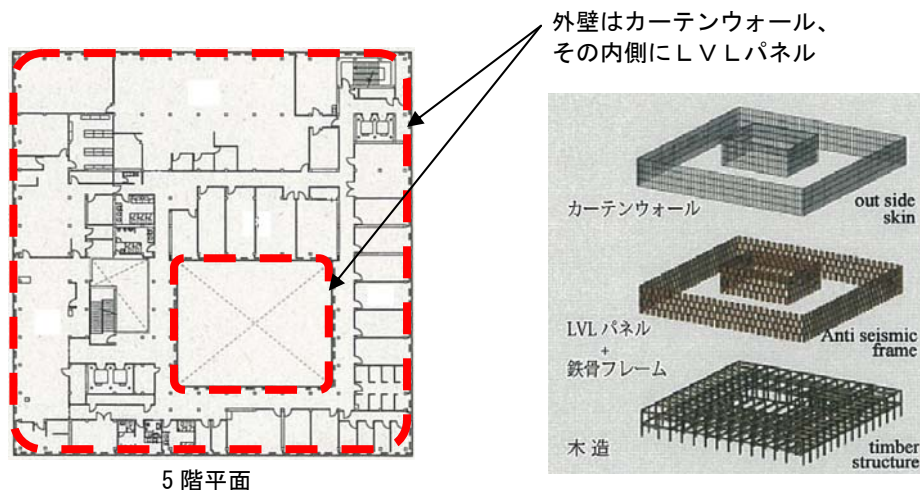 外壁はカーテンウォール、
その内側にＬＶＬパネル
カーテンウォール
out side
skin
LVL パネル
+
鉄骨フレーム
Anti seismic
frame
木 造
timber
structure
5 階平面